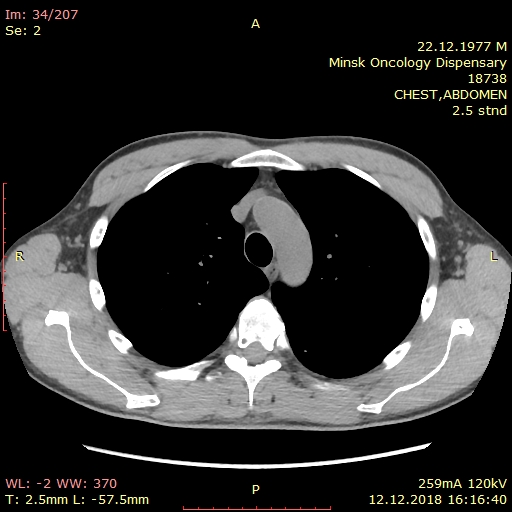 Im: 34/207
Se: 2
A
22.12.1977 M
Minsk Oncology Dispensary
18738
CHEST,ABDOMEN
2.5 stnd
R
L
WL: -2 WW: 370
T: 2.5mm L: -57.5mm
P
259mA 120kV
12.12.2018 16:16:40